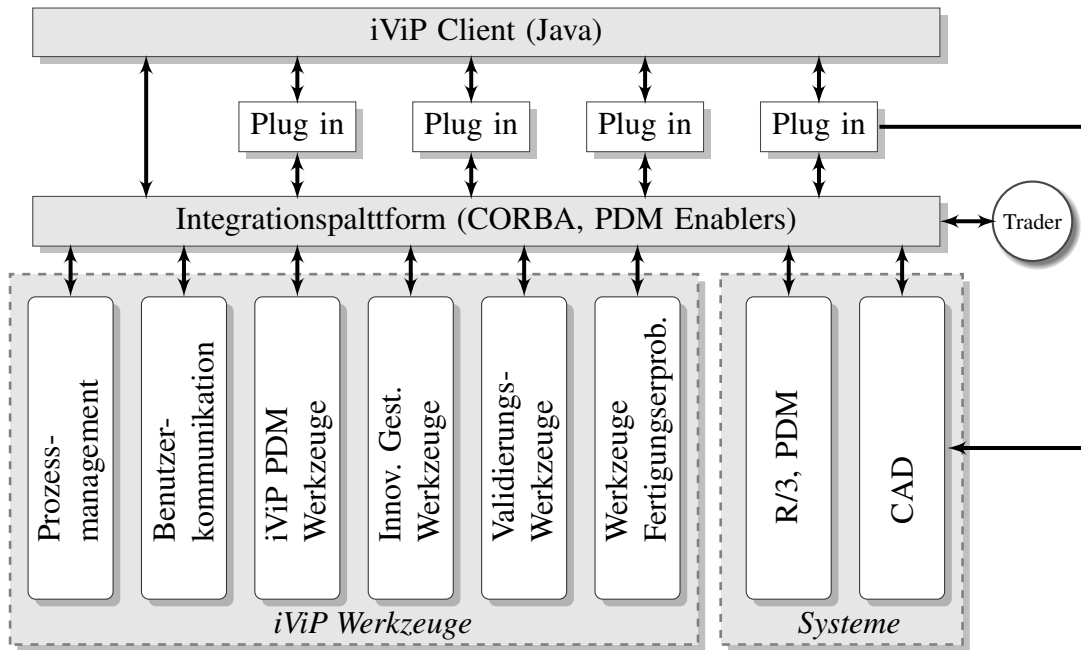 iViP Client (Java)
Plug in
Plug in
Plug in
Plug in
Integrationspalttform (CORBA, PDM Enablers)
Trader
Prozess-
management
Benutzer-
kommunikation
iViP PDM
Werkzeuge
Innov. Gest.
Werkzeuge
Validierungs-
Werkzeuge
Werkzeuge
Fertigungserprob.
R/3, PDM
CAD
iViP Werkzeuge
Systeme